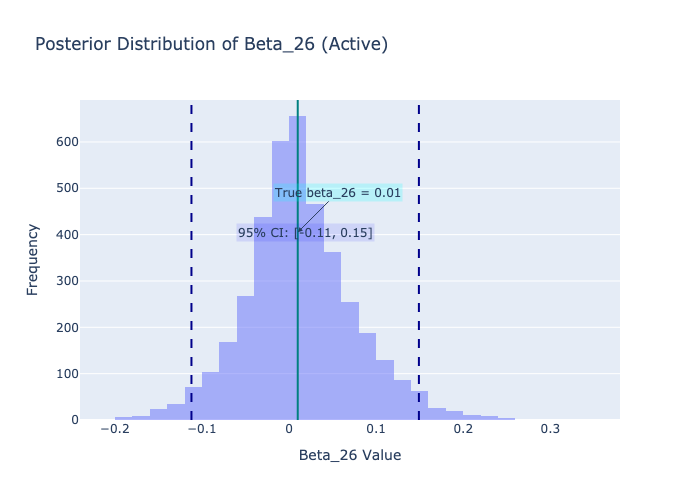 Posterior Distribution of Beta_26 (Active)
600
500
400
300
200
100
0
Frequency
True beta_26 = 0.01
95% CI: [-0.11, 0.15]
−0.2
−0.1
0
0.1
0.2
0.3
Beta_26 Value